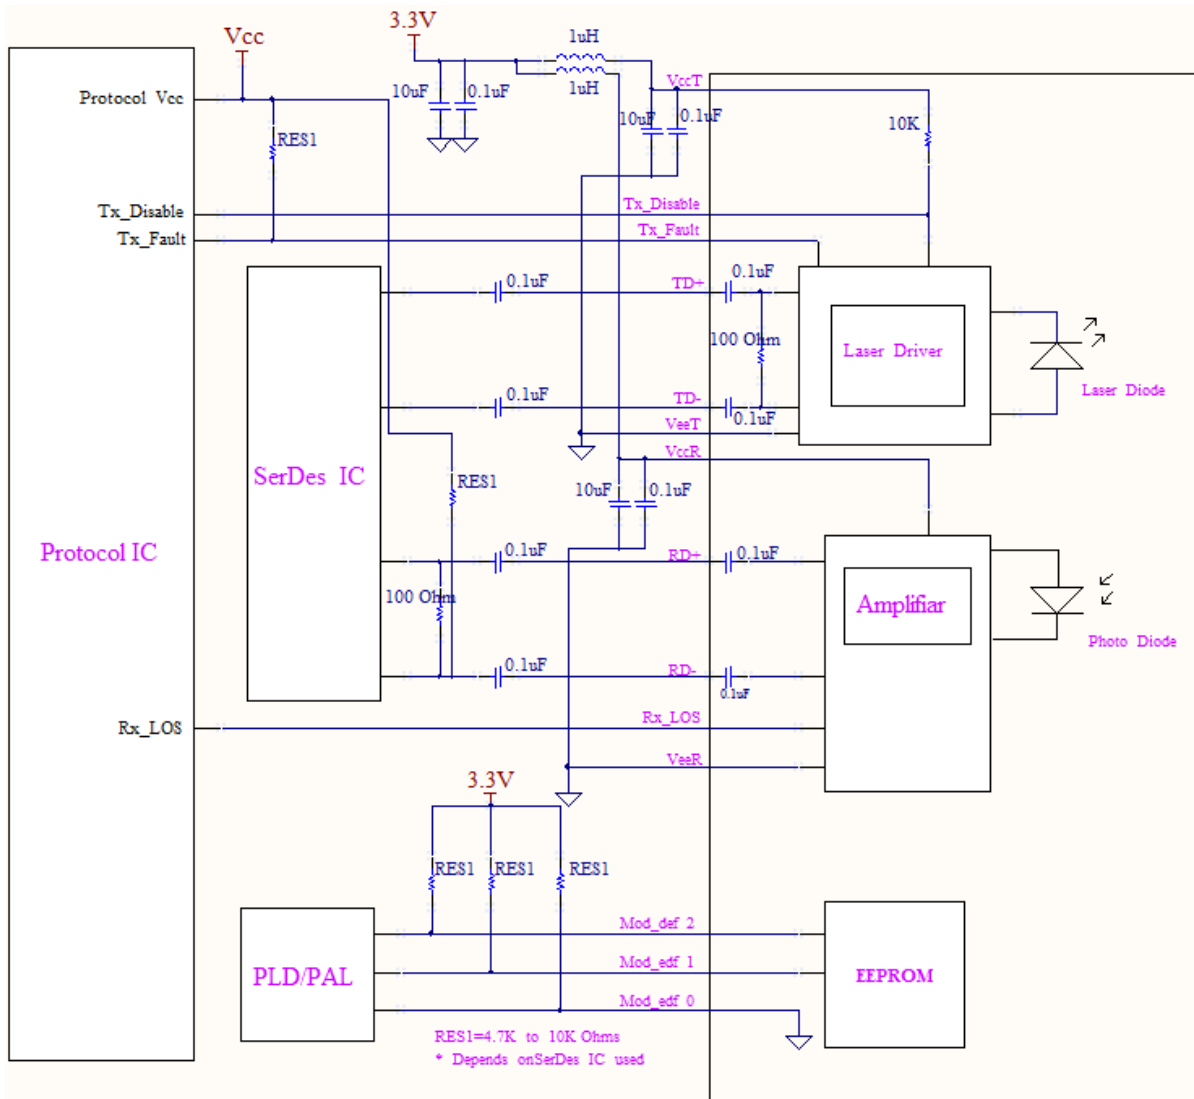 3.3V
Vcc
1uH
VccT
1uH
Protocol Vcc
10uF
0.1uF
10uF
0.1uF
10K
RES1
Tx_Disable
Tx_Disable
Tx_Fault
Tx_Fault
0.1uF
0.1uF
TD+
100 Ohm
Laser Driver
Laser Diode
0.1uF
TD-
0.1uF
VeeT
VccR
SerDes IC
RES1
10uF
0.1uF
Protocol IC
0.1uF
RD+
0.1uF
100 Ohm
Amplifiar
Photo Diode
0.1uF
RD-
0.1uF
Rx_LOS
Rx_LOS
VeeR
3.3V
RES1
RES1
RES1
Mod_def 2
PLD/PAL
Mod_edf 1
EEPROM
Mod_edf 0
RES1=4.7K to 10K Ohms
* Depends onSerDes IC used